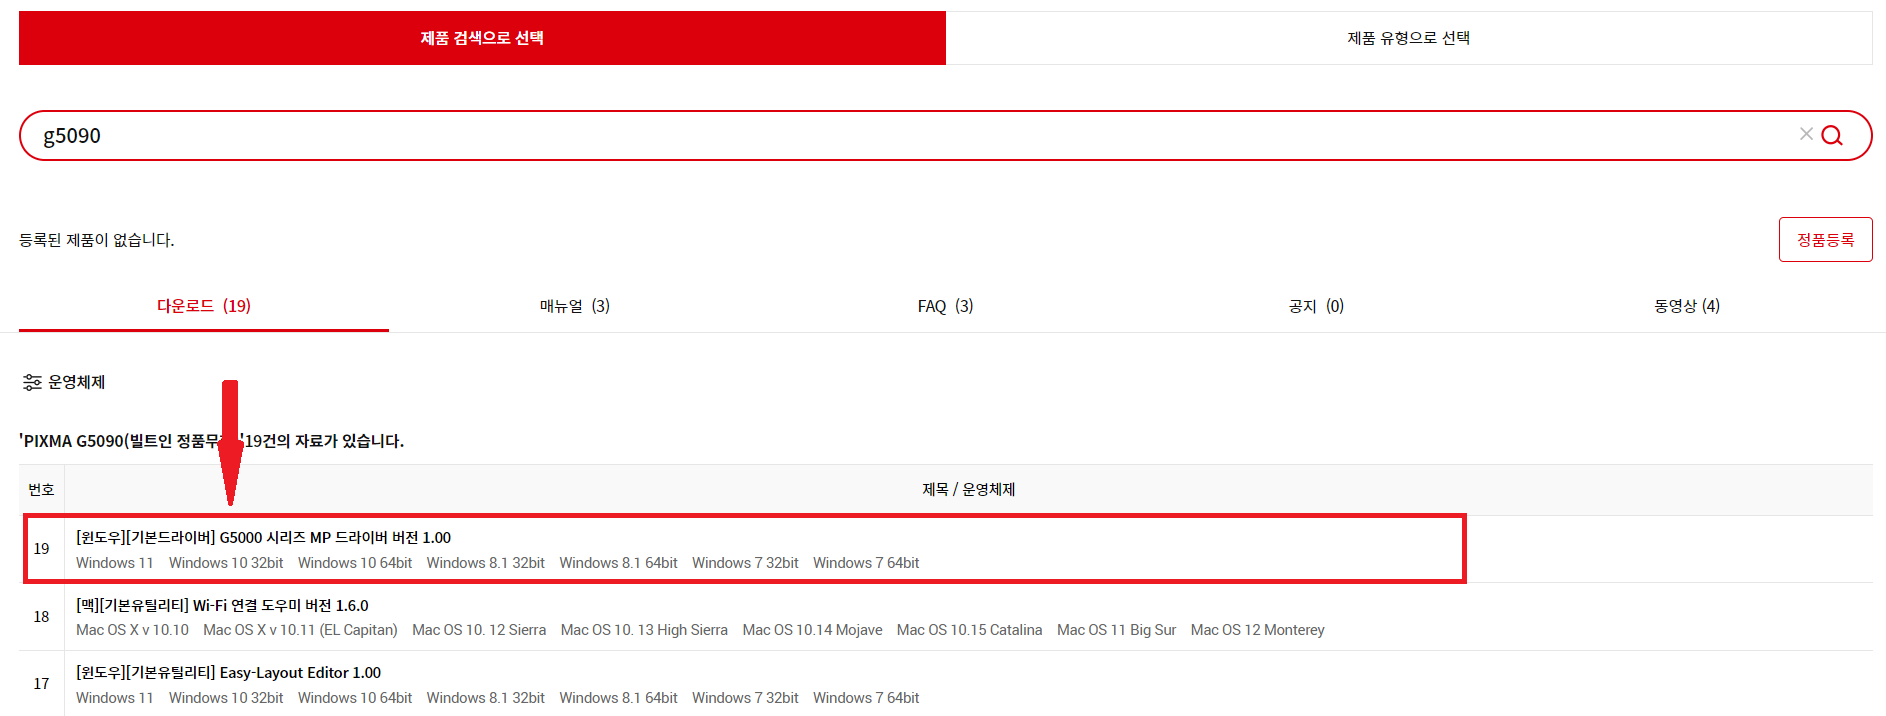 제품 검색으로 선택
제품 유형으로 선택
g5090
등록된 제품이 없습니다.
정품등록
다운로드 (19)
매뉴얼 (3)
FAQ (3)
공지 (0)
동영상 (4)
운영체제
'PIXMA G5090(빌트인 정품무 '19건의 자료가 있습니다.
번호
제목 / 운영체제
19
[윈도우][기본드라이버] G5000 시리즈 MP 드라이버 버전 1.00
Windows 11 Windows 10 32bit Windows 10 64bit Windows 8.1 32bit Windows 8.1 64bit Windows 7 32bit Windows 7 64bit
18
[맥][기본유틸리티] Wi-Fi 연결 도우미 버전 1.6.0
Mac OS X v 10.10 Mac OS X v 10.11 (EL Capitan) Mac OS 10. 12 Sierra Mac OS 10. 13 High Sierra Mac OS 10.14 Mojave Mac OS 10.15 Catalina Mac OS 11 Big Sur Mac OS 12 Monterey
17
[윈도우][기본유틸리티] Easy-Layout Editor 1.00
Windows 11 Windows 10 32bit Windows 10 64bit Windows 8.1 32bit Windows 8.1 64bit Windows 7 32bit Windows 7 64bit